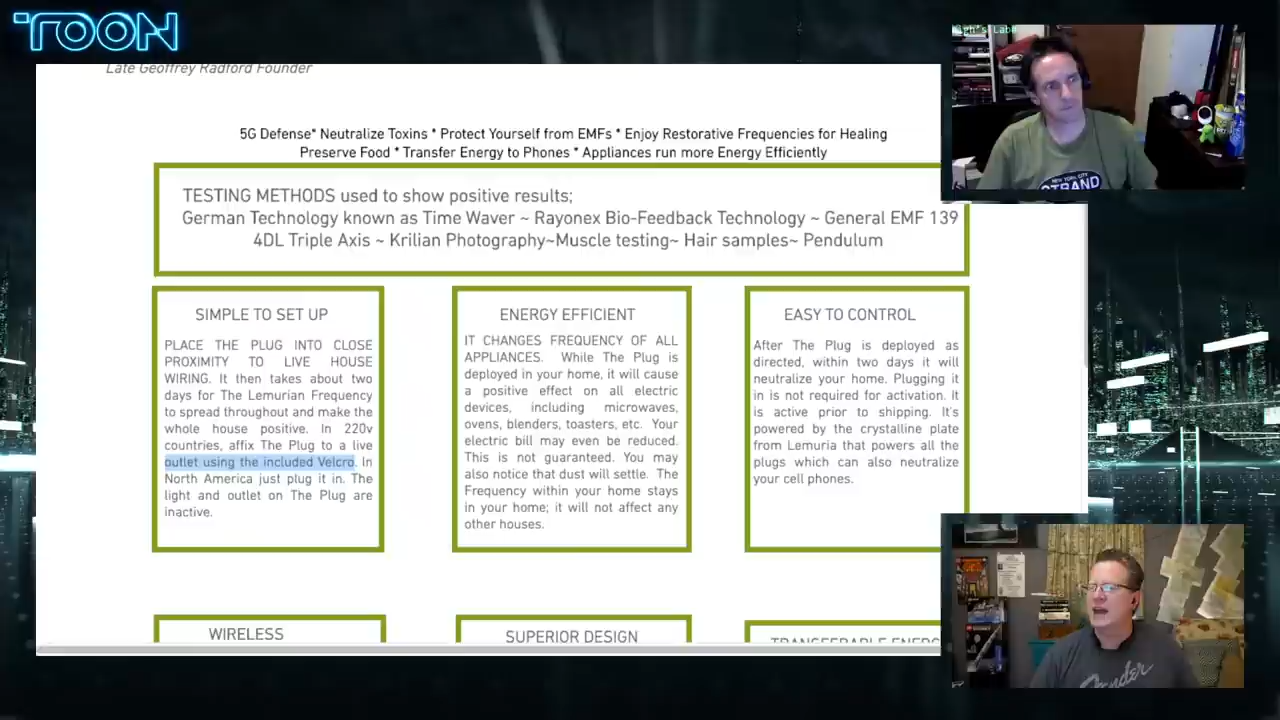 TOON
Late Geoffrey Radford Founder
5G Defense* Neutralize Toxins * Protect Yourself from EMFs * Enjoy Restorative Frequencies for Healing
Preserve Food * Transfer Energy to Phones * Appliances run more Energy Efficiently
TESTING METHODS used to show positive results;
German Technology known as Time Waver ~ Rayonex Bio-Feedback Technology ~ General EMF 139
4DL Triple Axis ~ Krilian Photography~Muscle testing~ Hair samples~ Pendulum
SIMPLE TO SET UP
PLACE THE PLUG INTO CLOSE
PROXIMITY TO LIVE HOUSE
WIRING. It then takes about two
days for The Lemurian Frequency
to spread throughout and make the
whole house positive. In 220v
countries, affix The Plug to a live
outlet using the included Velcro. In
North America just plug it in. The
light and outlet on The Plug are
inactive.
ENERGY EFFICIENT
IT CHANGES FREQUENCY OF ALL
APPLIANCES. While The Plug is
deployed in your home, it will cause
a positive effect on all electric
devices, including microwaves,
ovens, blenders, toasters, etc. Your
electric bill may even be reduced.
This is not guaranteed. You may
also notice that dust will settle. The
Frequency within your home stays
in your home; it will not affect any
other houses.
EASY TO CONTROL
After The Plug is deployed as
directed, within two days it will
neutralize your home. Plugging it
in is not required for activation. It
is active prior to shipping. It's
powered by the crystalline plate
from Lemuria that powers all the
plugs which can also neutralize
your cell phones.
WIRELESS
SUPERIOR DESIGN
NEW YORK CITY
STRAND
Fender